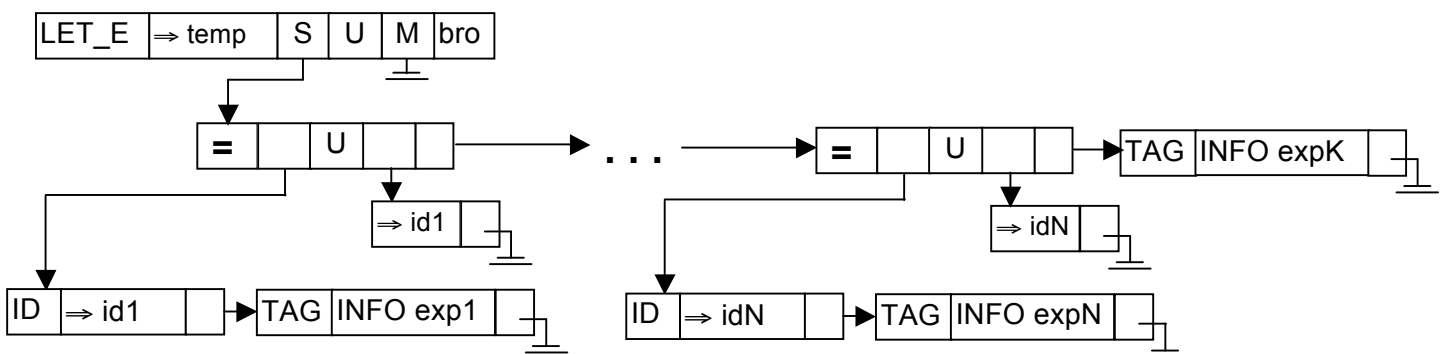 LET_E ⇒ temp S U M bro
= U . . . = U TAG INFO expK
⇒ id1 ⇒ idN
ID ⇒ id1 TAG INFO exp1 ID ⇒ idN TAG INFO expN